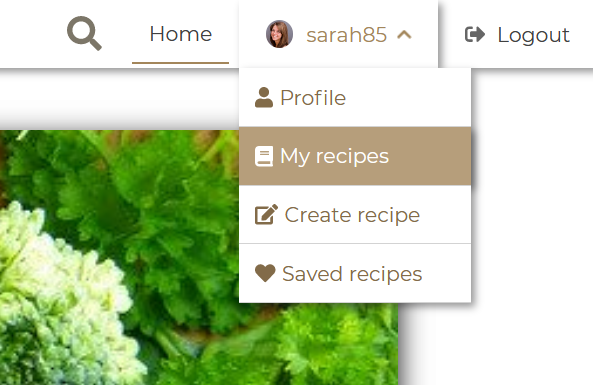 Home
sarah85
Logout
Profile
My recipes
Create recipe
Saved recipes